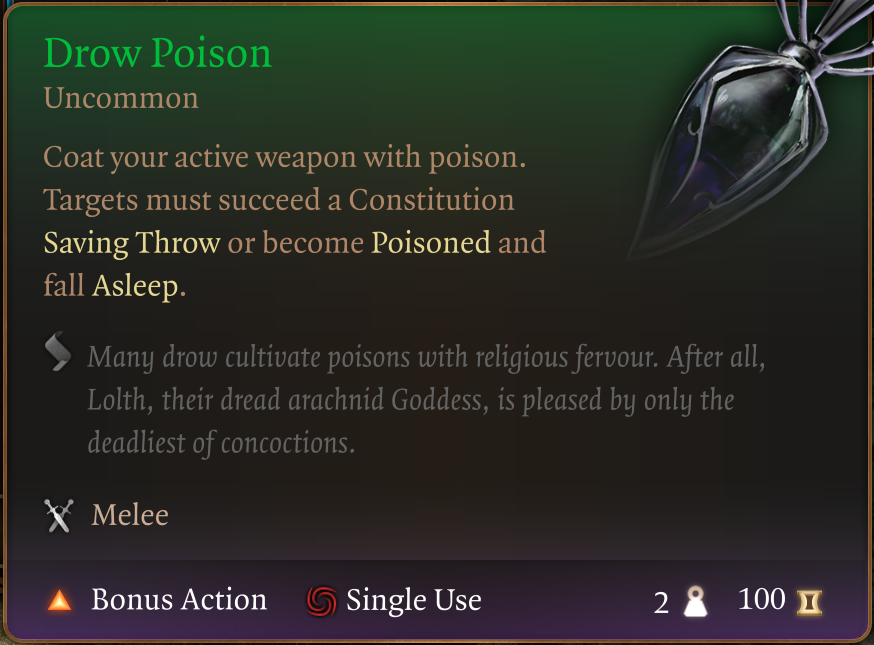 Drow Poison
Uncommon
Coat your active weapon with poison.
Targets must succeed a Constitution
Saving Throw or become Poisoned and
fall Asleep.
Many drow cultivate poisons with religious fervour. After all,
Lolth, their dread arachnid Goddess, is pleased by only the
deadliest of concoctions.
Melee
Bonus Action Single Use 2 100